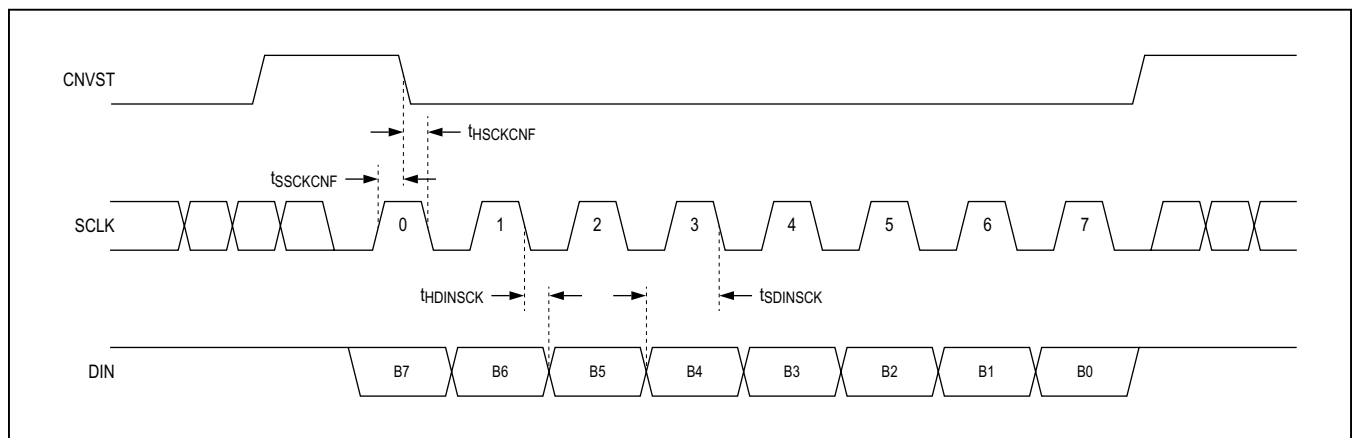 CNVST
tHSCKCNF
tSSCKCNF
SCLK
0 1 2 3 4 5 6 7
tHDINSCK
tSDINSCK
DIN
B7 B6 B5 B4 B3 B2 B1 B0